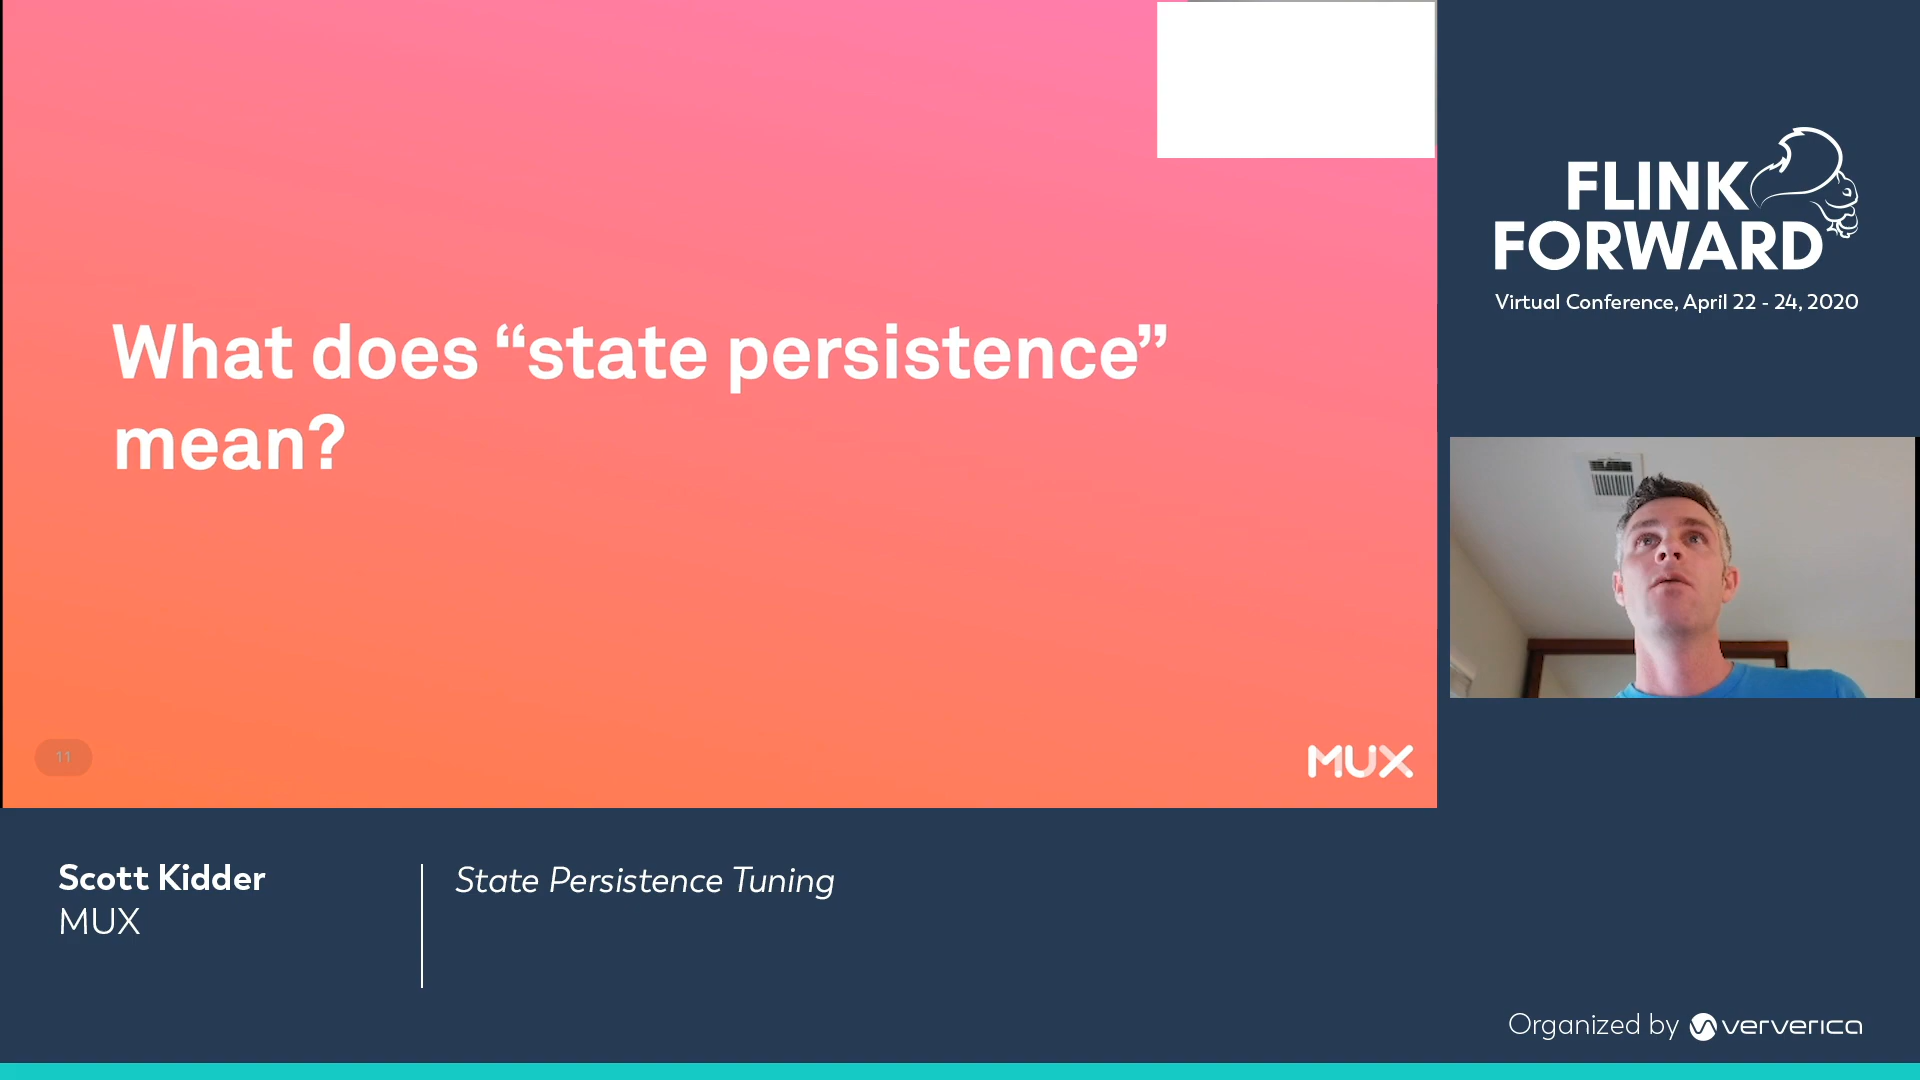 What does “state persistence”
mean?
11
MUX
FLINK
FORWARD
Virtual Conference, April 22 - 24, 2020
Scott Kidder
MUX
State Persistence Tuning
Organized by ververica